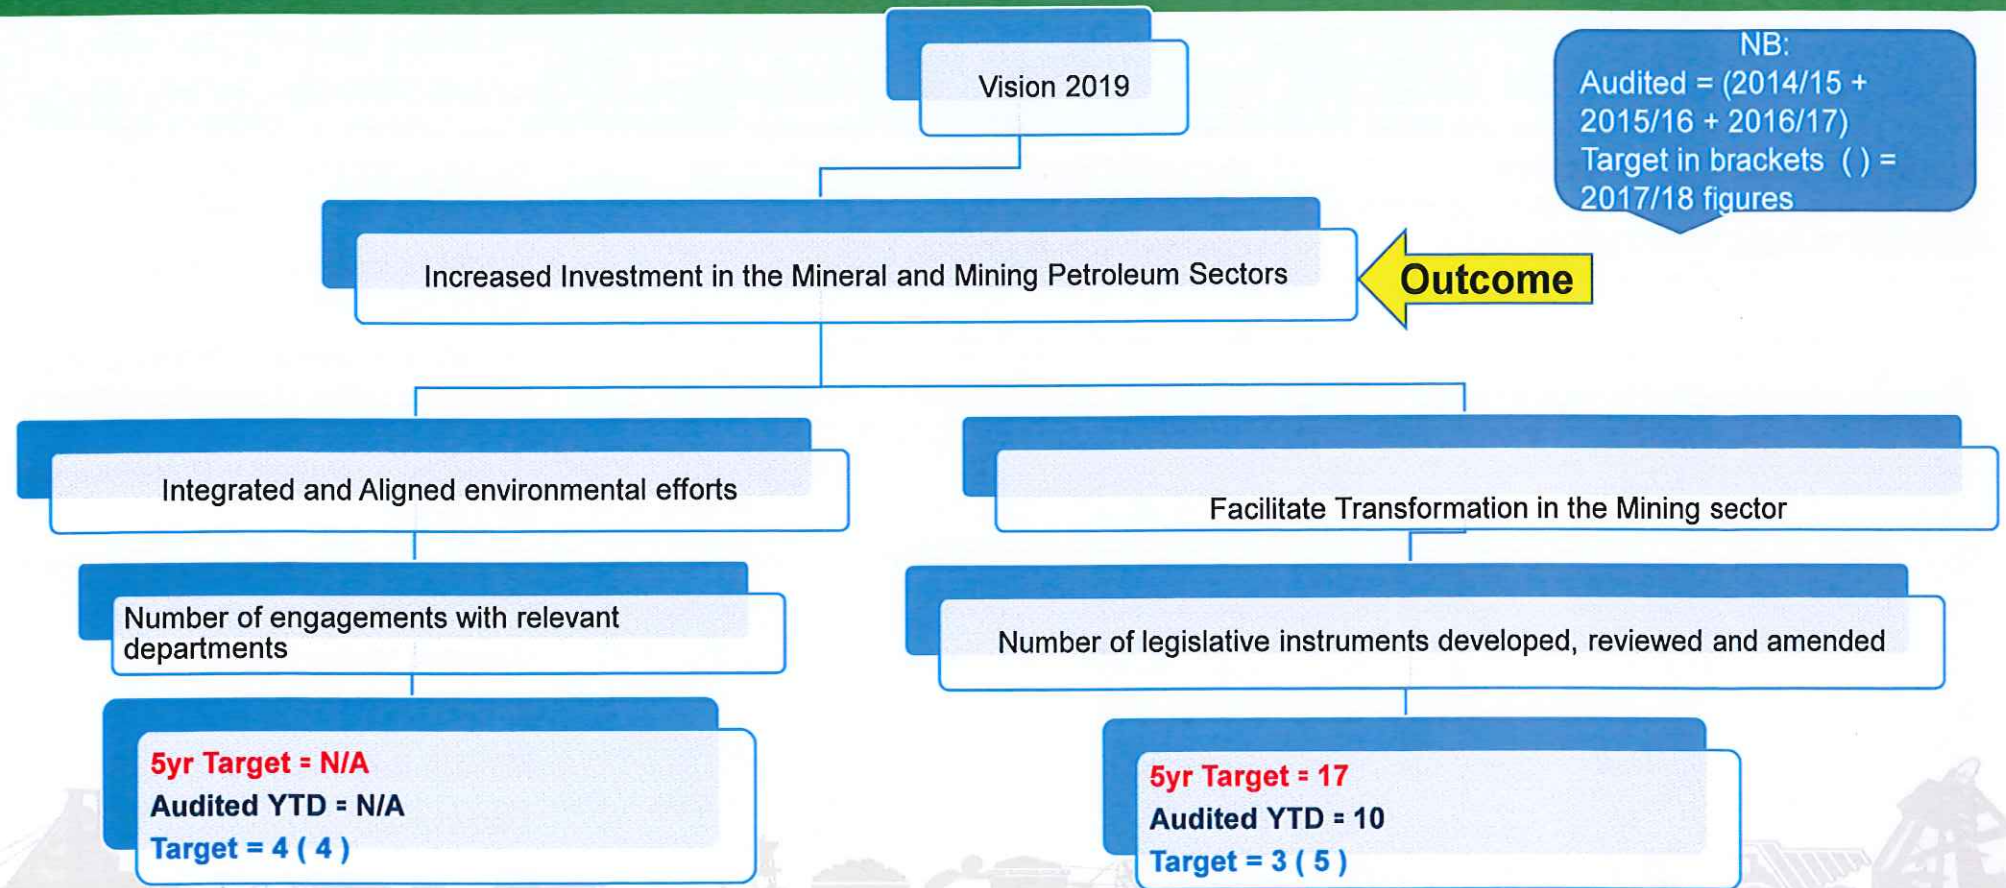 Vision 2019
NB:
Audited = (2014/15 +
2015/16 + 2016/17)
Target in brackets ( ) =
2017/18 figures
Increased Investment in the Mineral and Mining Petroleum Sectors
Outcome
Integrated and Aligned environmental efforts
Facilitate Transformation in the Mining sector
Number of engagements with relevant
departments
Number of legislative instruments developed, reviewed and amended
5yr Target = N/A
Audited YTD = N/A
Target = 4 ( 4 )
5yr Target = 17
Audited YTD = 10
Target = 3 ( 5 )